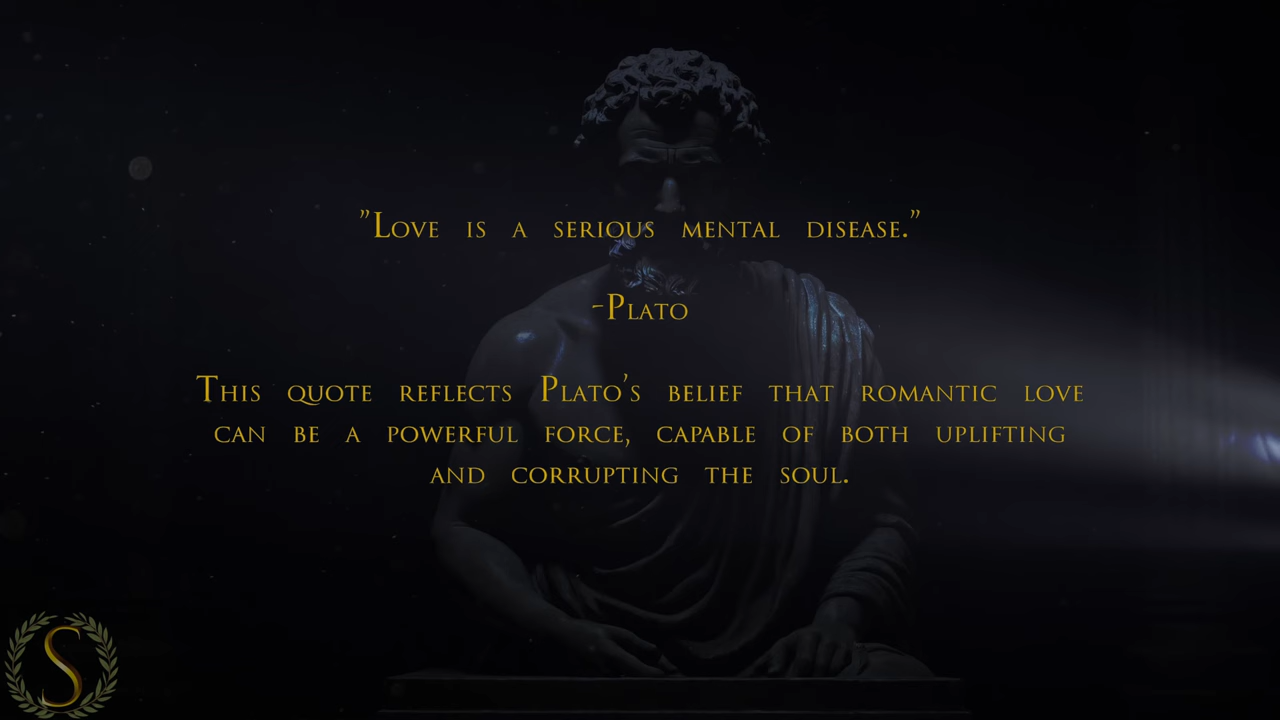 ”Love is a serious mental disease.”
-Plato
This quote reflects Plato’s belief that romantic love
can be a powerful force, capable of both uplifting
and corrupting the soul.
S